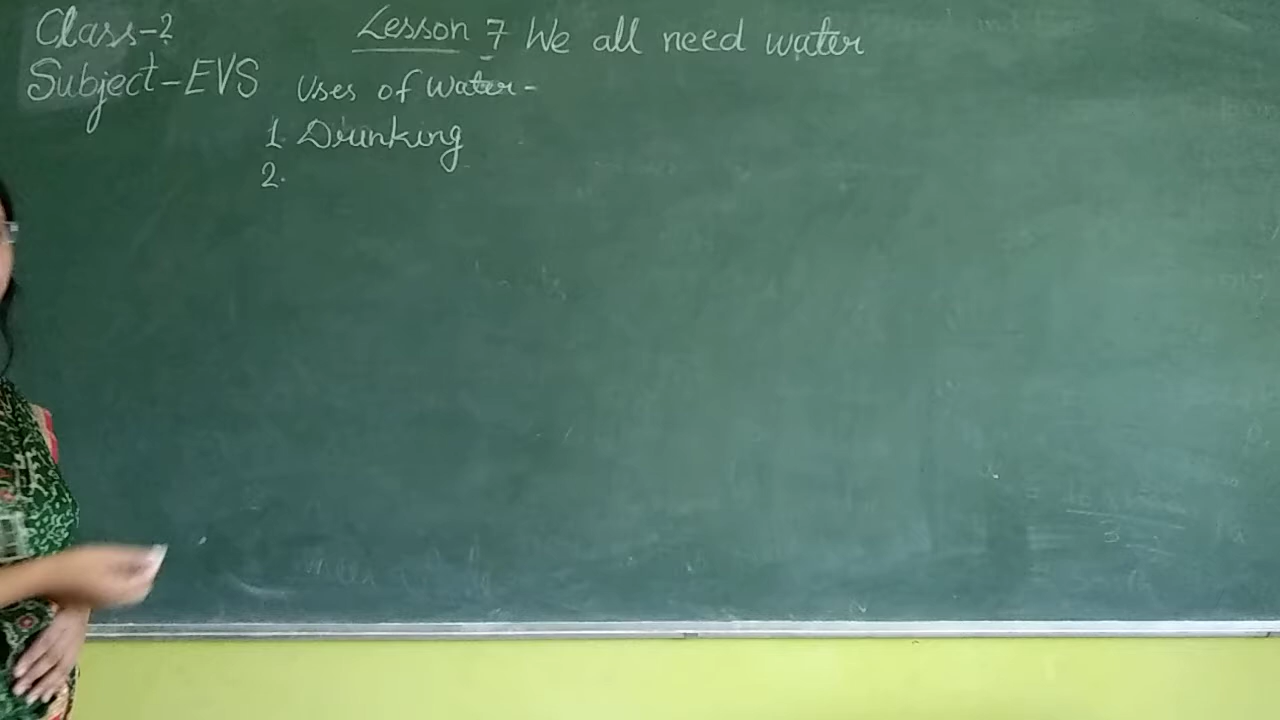 Class-2
Lesson 7 We all need water
Subject-EVS
Uses of water-
1. Drinking
2.